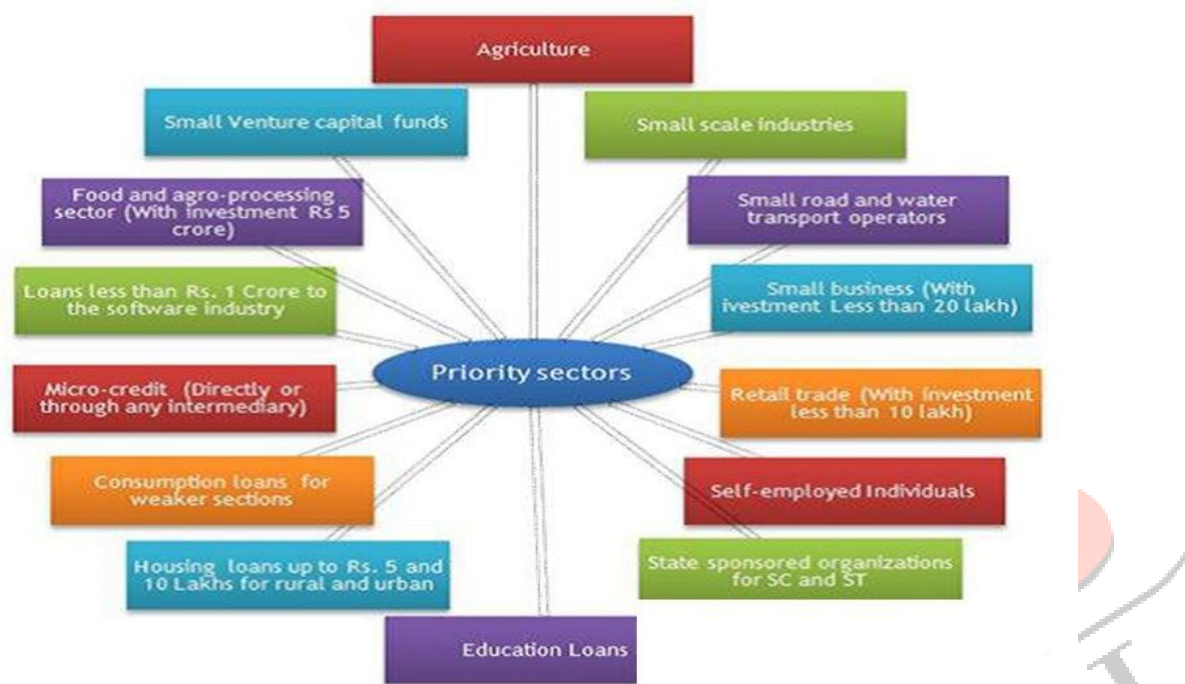 Agriculture
Small Venture capital funds
Small scale industries
Food and agro-processing
sector (With investment Rs 5
crore)
Small road and water
transport operators
Loans less than Rs. 1 Crore to
the software industry
Small business (With
ivestment Less than 20 lakh)
Priority sectors
Micro-credit (Directly or
through any intermediary)
Retail trade (With investment
less than 10 lakh)
Consumption loans for
weaker sections
Self-employed Individuals
Housing loans up to Rs. 5 and
10 Lakhs for rural and urban
State sponsored organizations
for SC and ST
Education Loans